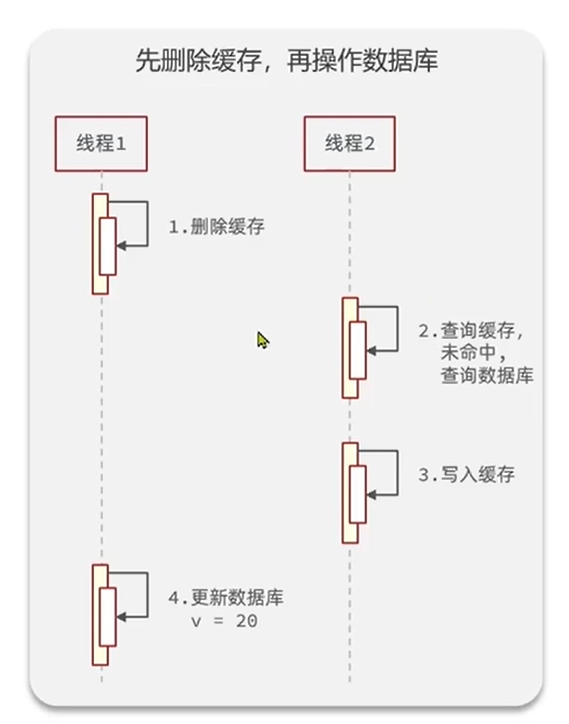 先删除缓存，再操作数据库
线程1
线程2
1.删除缓存
2.查询缓存，
未命中，
查询数据库
3.写入缓存
4.更新数据库
v = 20